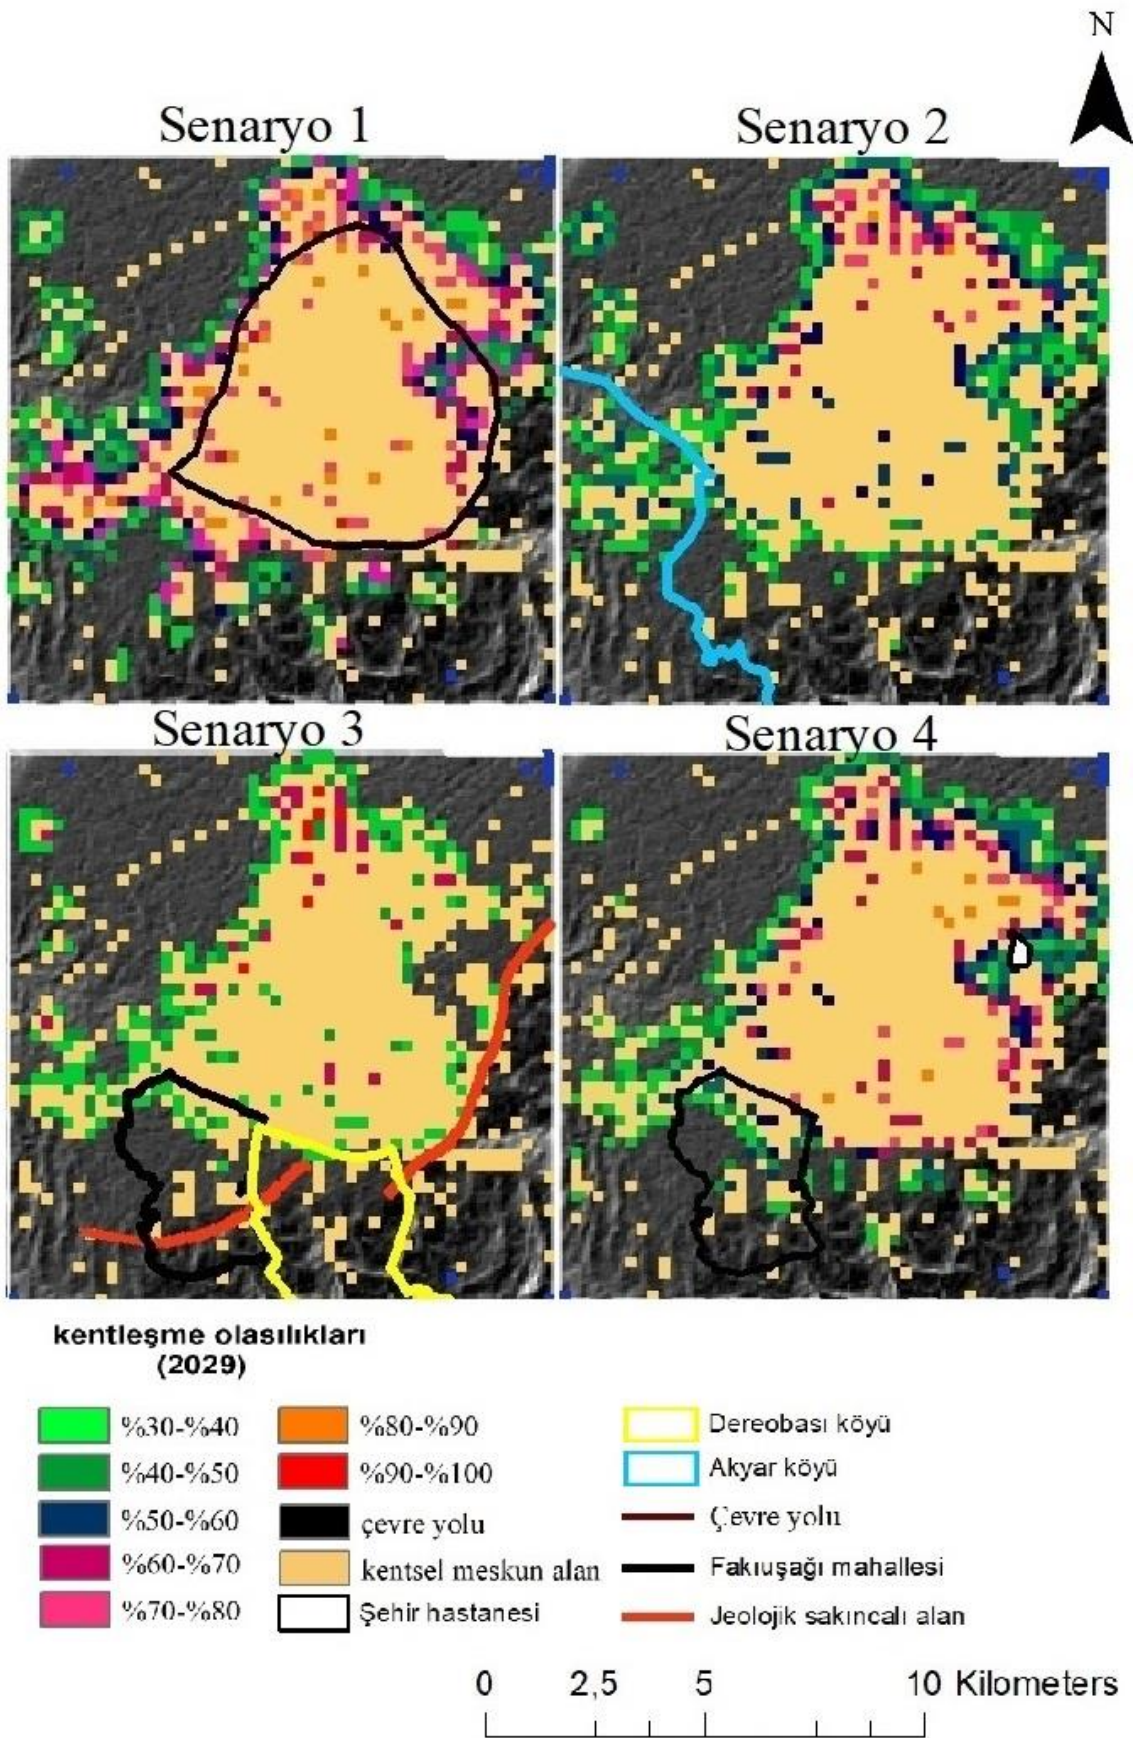 N
Senaryo 1
Senaryo 2
Senaryo 3
Senaryo 4
kentleşme olasılıkları
(2029)
%30-%40
%40-%50
%50-%60
%60-%70
%70-%80
%80-%90
%90-%100
çevre yolu
kentsel meskun alan
Şehir hastanesi
Dereobası köyü
Akyar köyü
Çevre yolu
Fakıuşağı mahallesi
Jeolojik sakıncalı alan
0 2,5 5 10 Kilometers